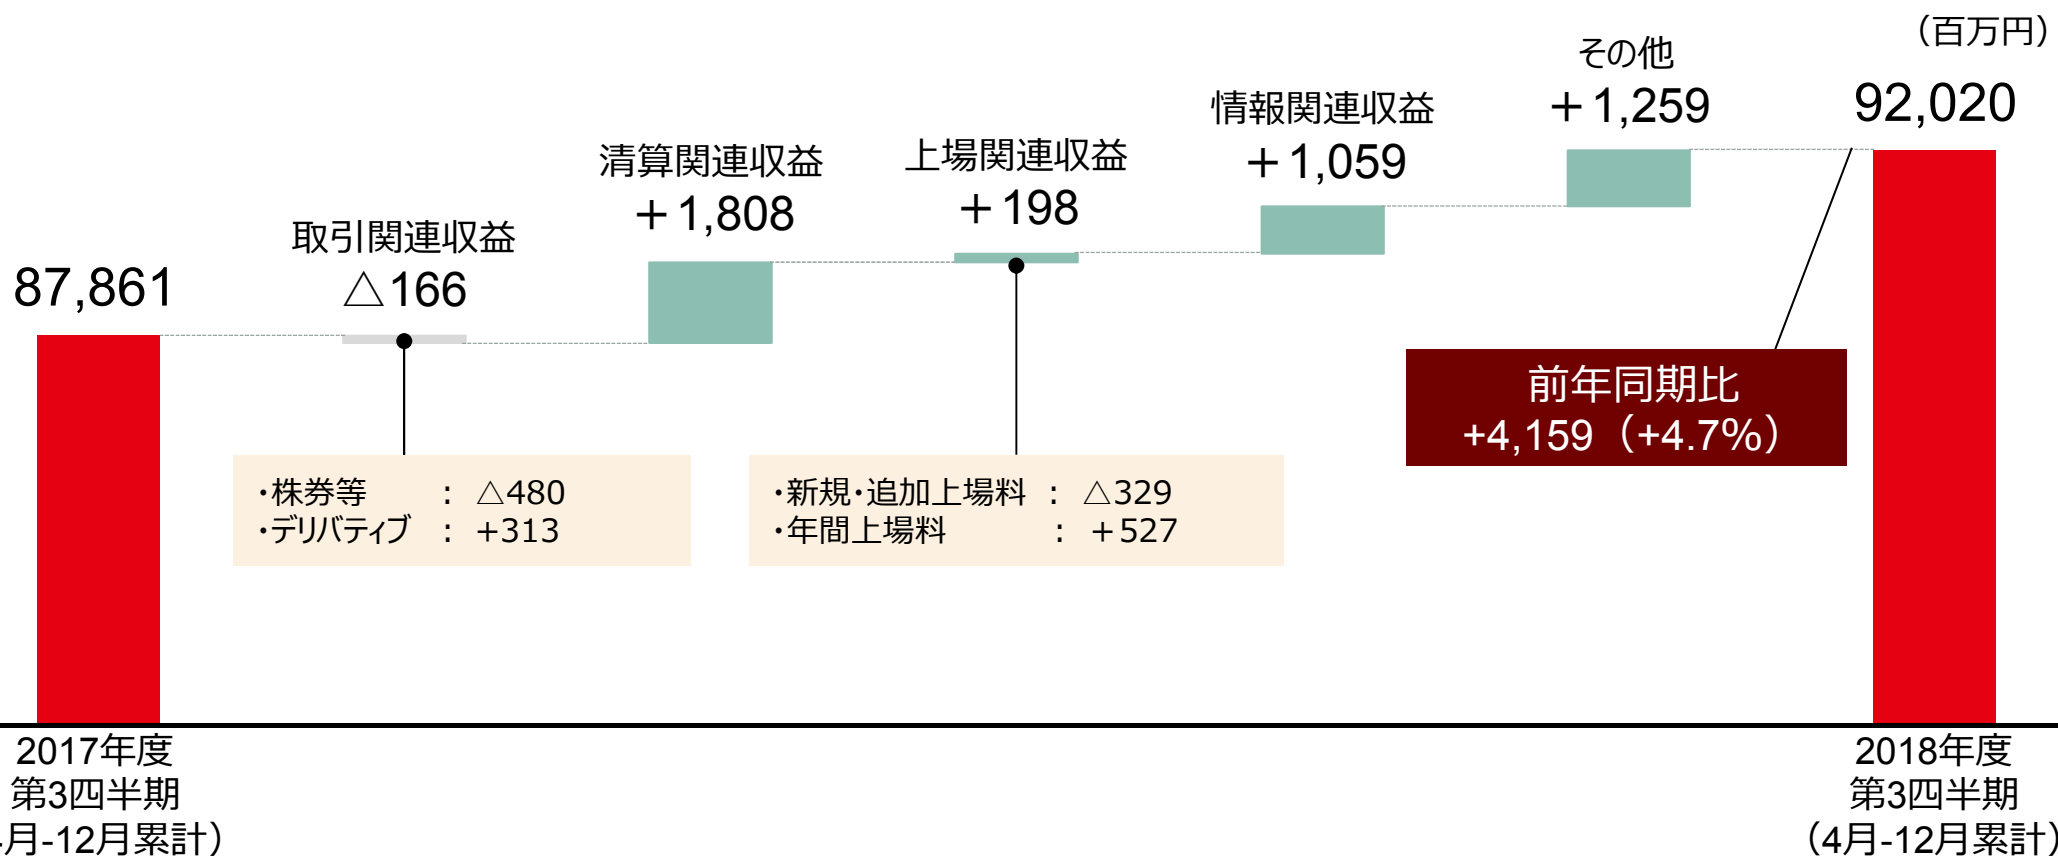 （百万円）
87,861
取引関連収益
△166
清算関連収益
＋1,808
上場関連収益
＋198
情報関連収益
＋1,059
その他
＋1,259
92,020
前年同期比
+4,159（+4.7%）
・株券等　　： △480
・デリバティブ ： +313
・新規・追加上場料 ： △329
・年間上場料　　　： ＋527
2017年度
第3四半期
月-12月累計）
2018年度
第3四半期
（4月-12月累計）